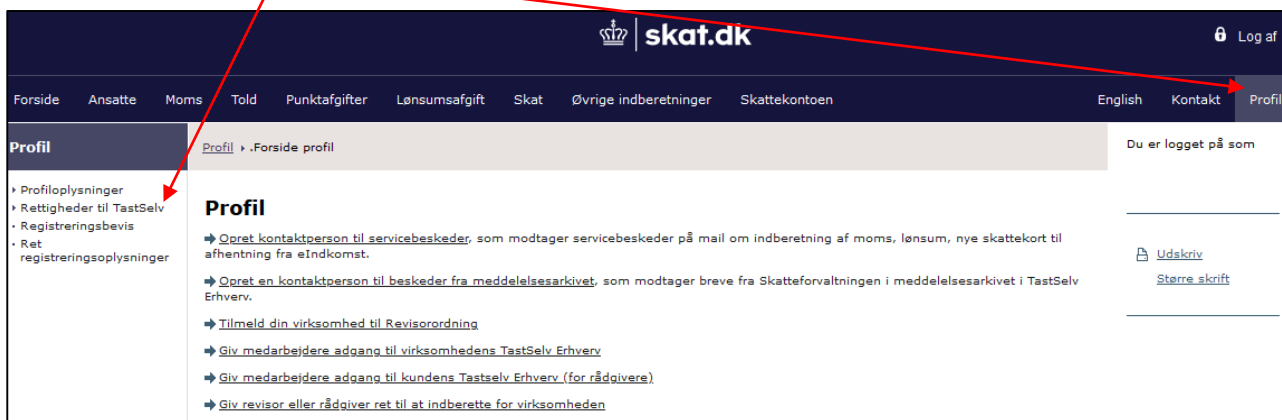 skat.dk
Log af
Forside Ansatte Moms Told Punktafgifter Lønsumsafgift Skat Øvrige indberetninger Skattekontoen English Kontakt Profil
Profil
Profil .Forside profil
Du er logget på som
Profiloplysninger
Rettigheder til TastSelv
Registreringsbevis
Ret
registreringsoplysninger
Profil
Opret kontaktperson til servicebeskeder, som modtager servicebeskeder på mail om indberetning af moms, lønsum, nye skattekort til
afhentning fra eIndkomst.
Opret en kontaktperson til beskeder fra meddelelsesarkivet, som modtager breve fra Skatteforvaltningen i meddelelsesarkivet i TastSelv
Erhverv.
Tilmeld din virksomhed til Revisorordning
Giv medarbejdere adgang til virksomhedens TastSelv Erhverv
Giv medarbejdere adgang til kundens Tastselv Erhverv (for rådgivere)
Giv revisor eller rådgiver ret til at indberette for virksomheden
Udskriv
Større skrift